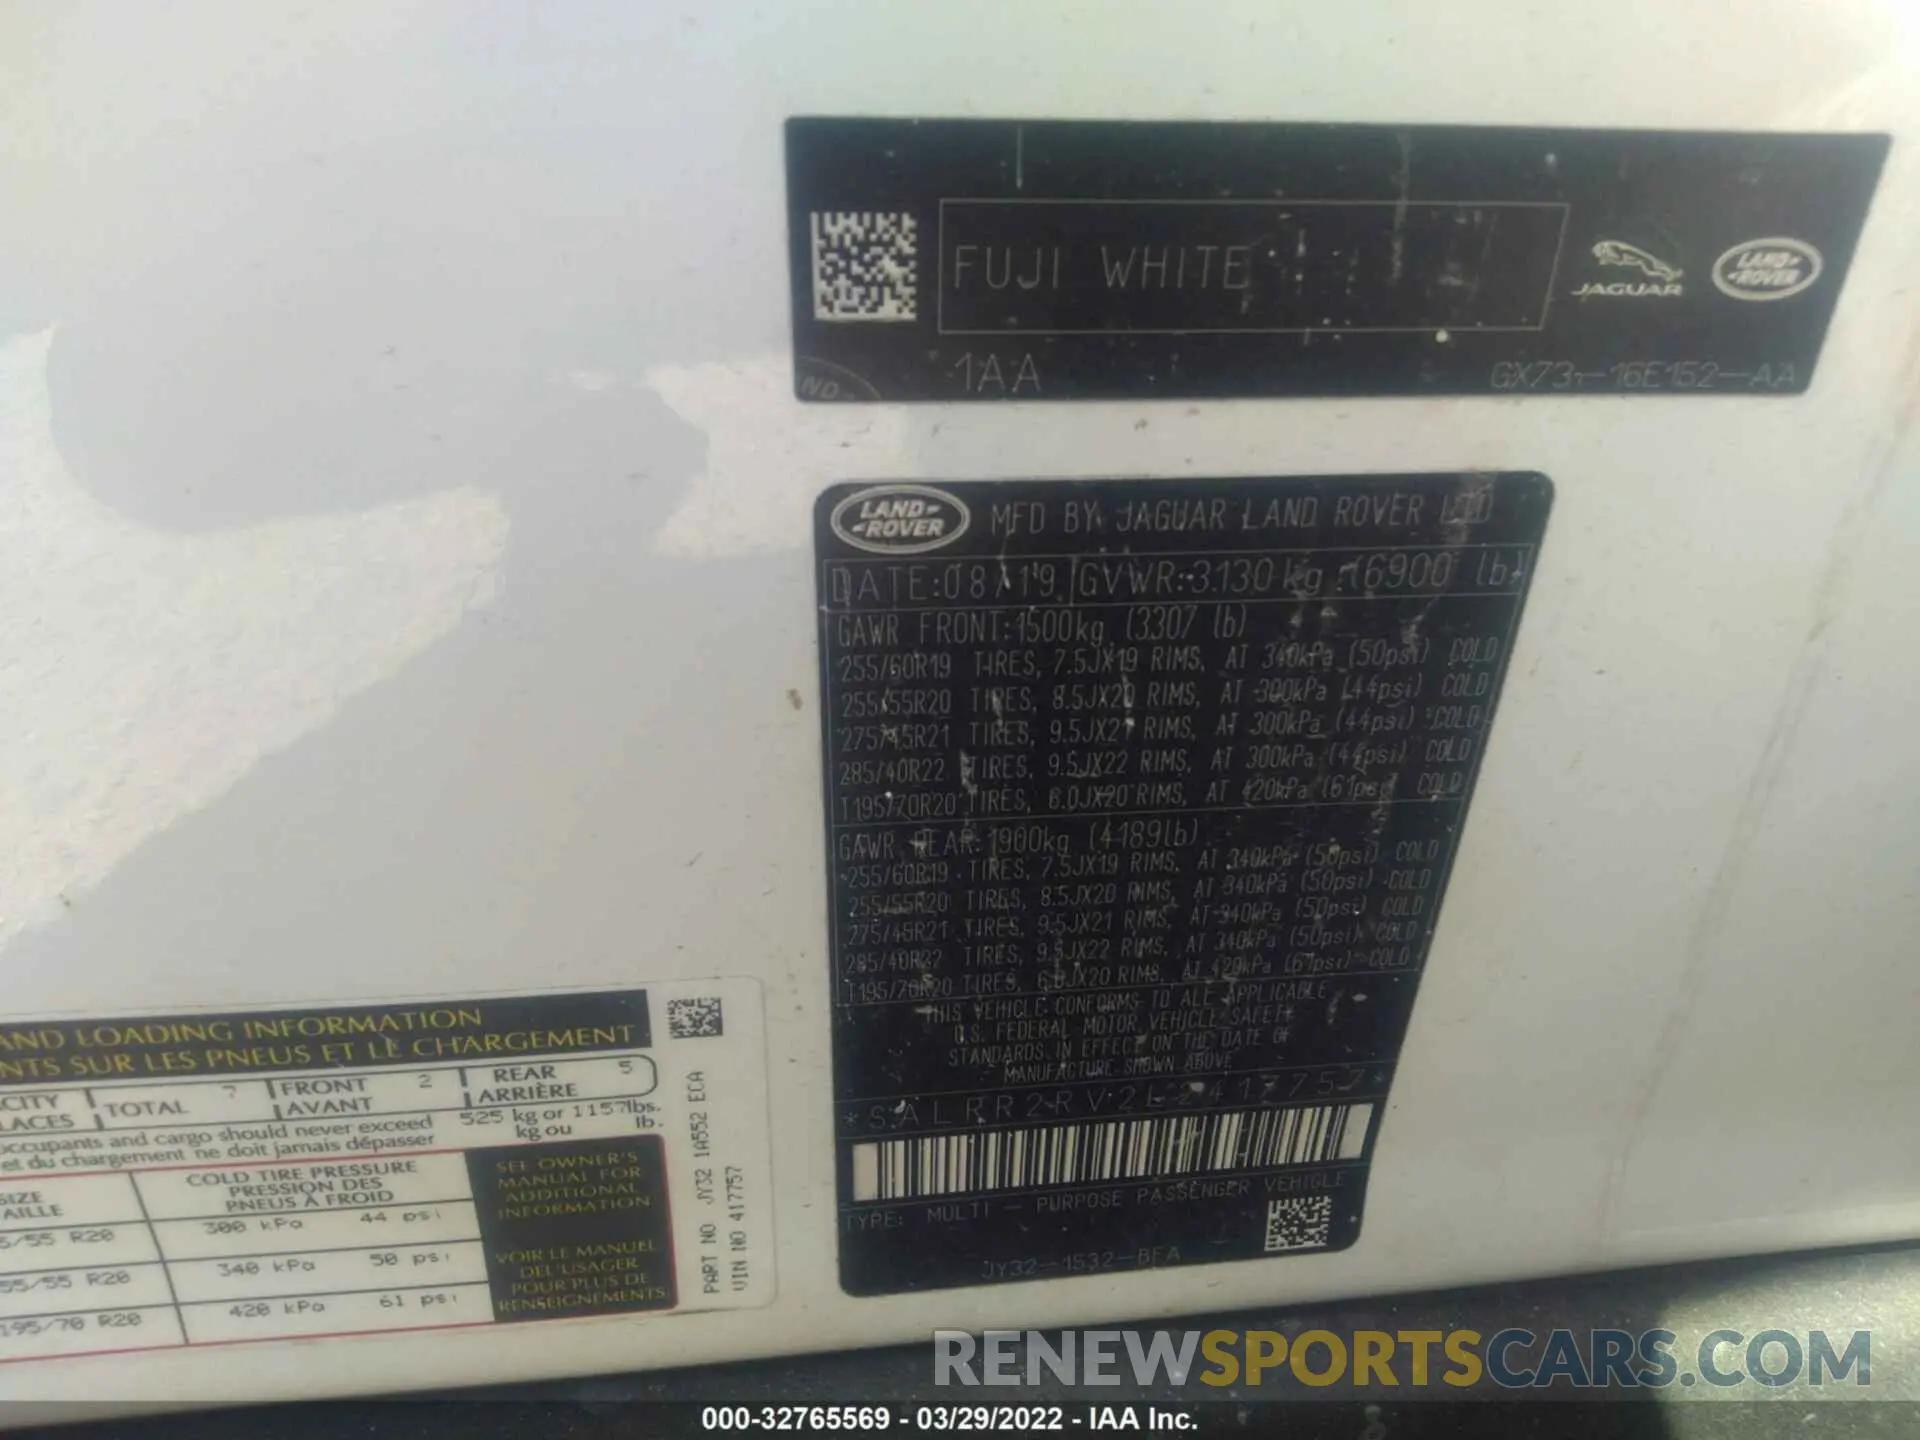 FUJI WHITE
JAGUAR
LAND-
-ROVER
ND-
1AA
GX73-16E152-AA
LAND-
-ROVER
MFD BY JAGUAR LAND ROVER LTD
DATE:08/19 GVWR:3130 kg (6900 lb)
GAWR FRONT:1500kg (3307 lb)
255/60R19 TIRES, 7.5JX19 RIMS, AT 340kPa (50psi) COLD
255/55R20 TIRES, 8.5JX20 RIMS, AT 300kPa (44psi) COLD
275/45R21 TIRES, 9.5JX21 RIMS, AT 300kPa (44psi) COLD
285/40R22 TIRES, 9.5JX22 RIMS, AT 300kPa (44psi) COLD
T195/70R20 TIRES, 6.0JX20 RIMS, AT 420kPa (61psi) COLD
GAWR REAR:1900kg (4189lb)
255/60R19 TIRES, 7.5JX19 RIMS, AT 340kPa (50psi) COLD
255/55R20 TIRES, 8.5JX20 RIMS, AT 340kPa (50psi) COLD
275/45R21 TIRES, 9.5JX21 RIMS, AT 340kPa (50psi) COLD
285/40R22 TIRES, 9.5JX22 RIMS, AT 340kPa (50psi) COLD
T195/70R20 TIRES, 6.0JX20 RIMS, AT 420kPa (61psi) COLD
THIS VEHICLE CONFORMS TO ALL APPLICABLE
U.S. FEDERAL MOTOR VEHICLE SAFETY
STANDARDS IN EFFECT ON THE DATE OF
MANUFACTURE SHOWN ABOVE
*SALRR2RV2L2417757*
TYPE: MULTI - PURPOSE PASSENGER VEHICLE
JY32-1532-BEA
AND LOADING INFORMATION
NTS SUR LES PNEUS ET LE CHARGEMENT
CITY TOTAL 7 FRONT 2 REAR 5
LACES AVANT ARRIÈRE
occupants and cargo should never exceed 525 kg or 1157lbs.
et du chargement ne doit jamais dépasser kg ou lb.
SIZE COLD TIRE PRESSURE
AILLE PRESSION DES
PNEUS À FROID
5/55 R20 300 kPa 44 psi
55/55 R20 340 kPa 50 psi
195/70 R20 420 kPa 61 psi
SEE OWNER'S
MANUAL FOR
ADDITIONAL
INFORMATION
VOIR LE MANUEL
DE L'USAGER
POUR PLUS DE
RENSEIGNEMENTS
PART NO JY32 1A552 ECA
VIN NO 417757
RENEWSPORTSCARS.COM
000-32765569 - 03/29/2022 - IAA Inc.